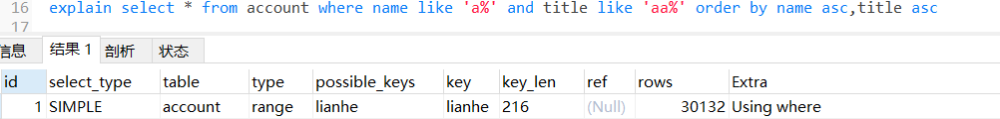 16 explain select * from account where name like 'a%' and title like 'aa%' order by name asc,title asc
17
信息 结果 1 剖析 状态
id select_type table type possible_keys key key_len ref rows Extra
1 SIMPLE account range lianhe lianhe 216 (Null) 30132 Using where